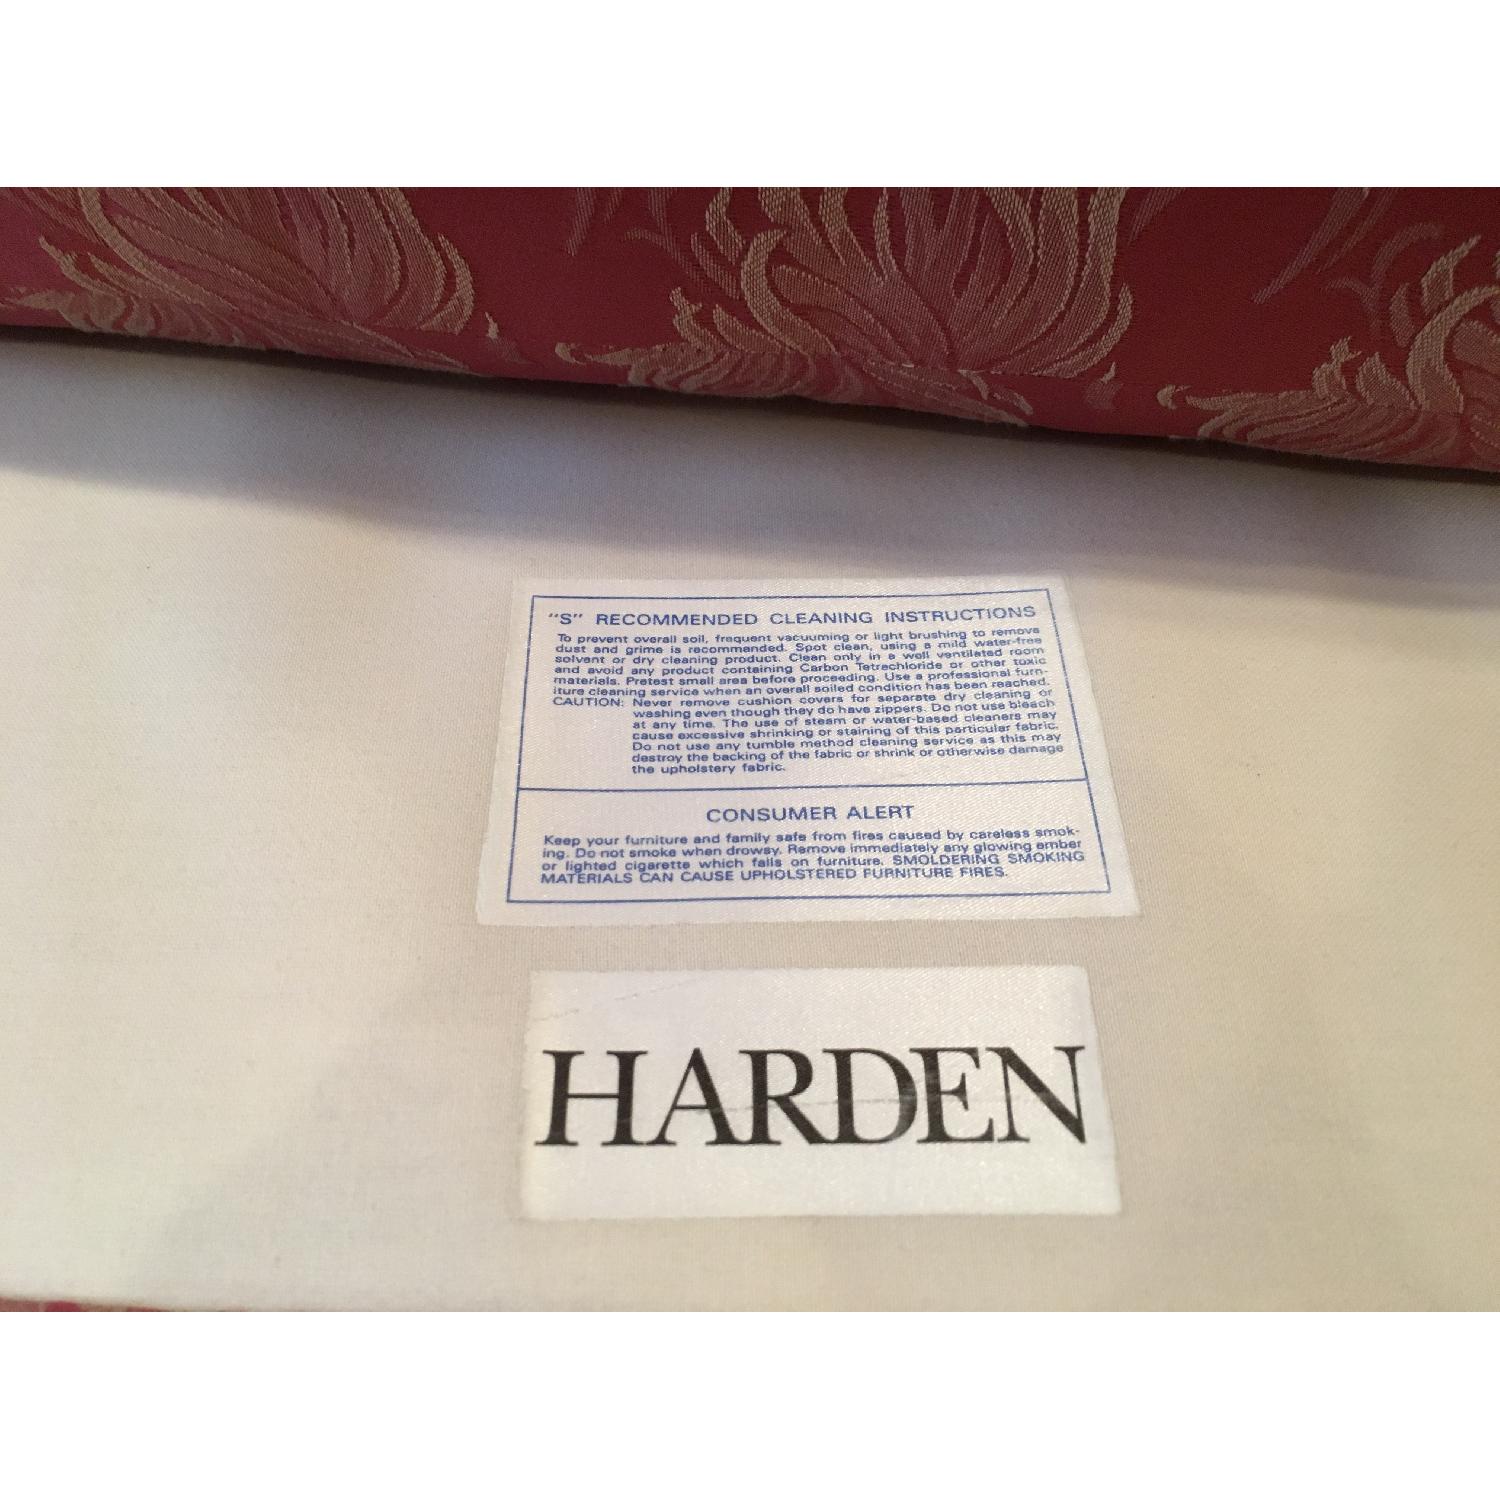 "S" RECOMMENDED CLEANING INSTRUCTIONS
To prevent overall soil, frequent vacuuming or light brushing to remove
dust and grime is recommended. Spot clean, using a mild water-free
solvent or dry cleaning product. Clean only in a well ventilated room
and avoid any product containing Carbon Tetrachloride or other toxic
materials. Pretest small area before proceeding. Use a professional furn-
iture cleaning service when an overall soiled condition has been reached.
CAUTION: Never remove cushion covers for separate dry cleaning or
washing even though they do have zippers. Do not use bleach
at any time. The use of steam or water-based cleaners may
cause excessive shrinking or staining of this particular fabric.
Do not use any tumble method cleaning service as this may
destroy the backing of the fabric or shrink or otherwise damage
the upholstery fabric.
CONSUMER ALERT
Keep your furniture and family safe from fires caused by careless smok-
ing. Do not smoke when drowsy. Remove immediately any glowing ember
or lighted cigarette which falls on furniture. SMOLDERING SMOKING
MATERIALS CAN CAUSE UPHOLSTERED FURNITURE FIRES.
HARDEN